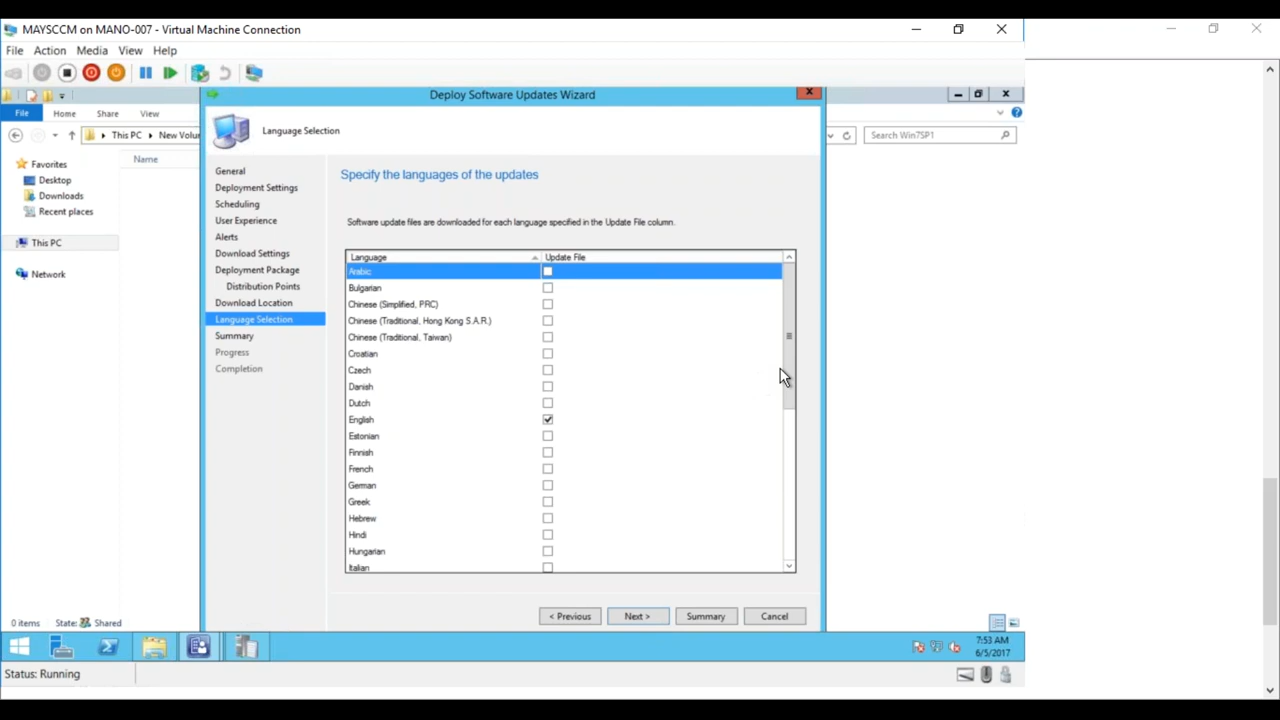 MAYSCCM on MANO-007 - Virtual Machine Connection
File Action Media View Help
Deploy Software Updates Wizard
File Home Share View
This PC New Volu
Search Win7SP1
Language Selection
Favorites
Desktop
Downloads
Recent places
This PC
Network
Name
General
Deployment Settings
Scheduling
User Experience
Alerts
Download Settings
Deployment Package
Distribution Points
Download Location
Language Selection
Summary
Progress
Completion
Specify the languages of the updates
Software update files are downloaded for each language specified in the Update File column.
Language Update File
Arabic
Bulgarian
Chinese (Simplified, PRC)
Chinese (Traditional, Hong Kong S.A.R.)
Chinese (Traditional, Taiwan)
Croatian
Czech
Danish
Dutch
English
Estonian
Finnish
French
German
Greek
Hebrew
Hindi
Hungarian
Italian
< Previous Next > Summary Cancel
0 items State: Shared
7:53 AM
6/5/2017
Status: Running